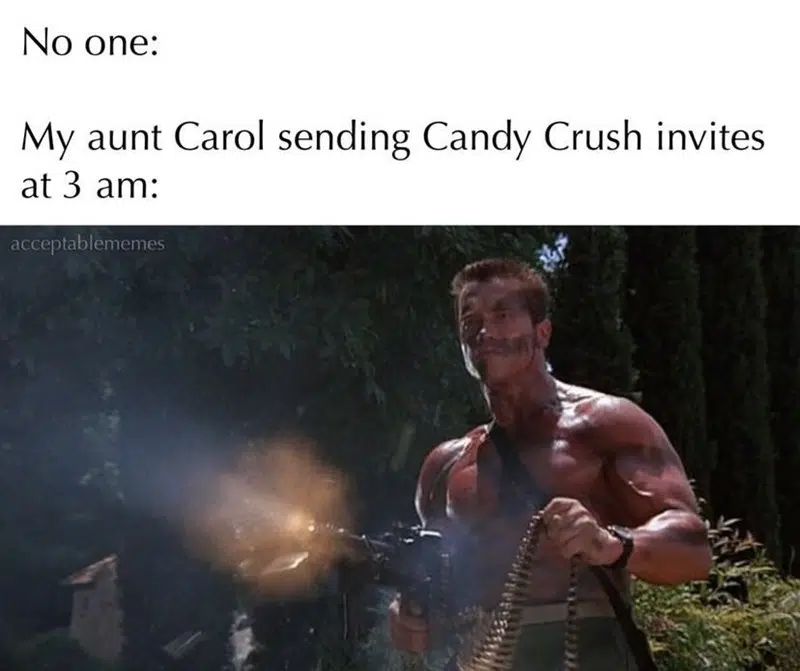 No one:
My aunt Carol sending Candy Crush invites
at 3 am:
acceptablememes